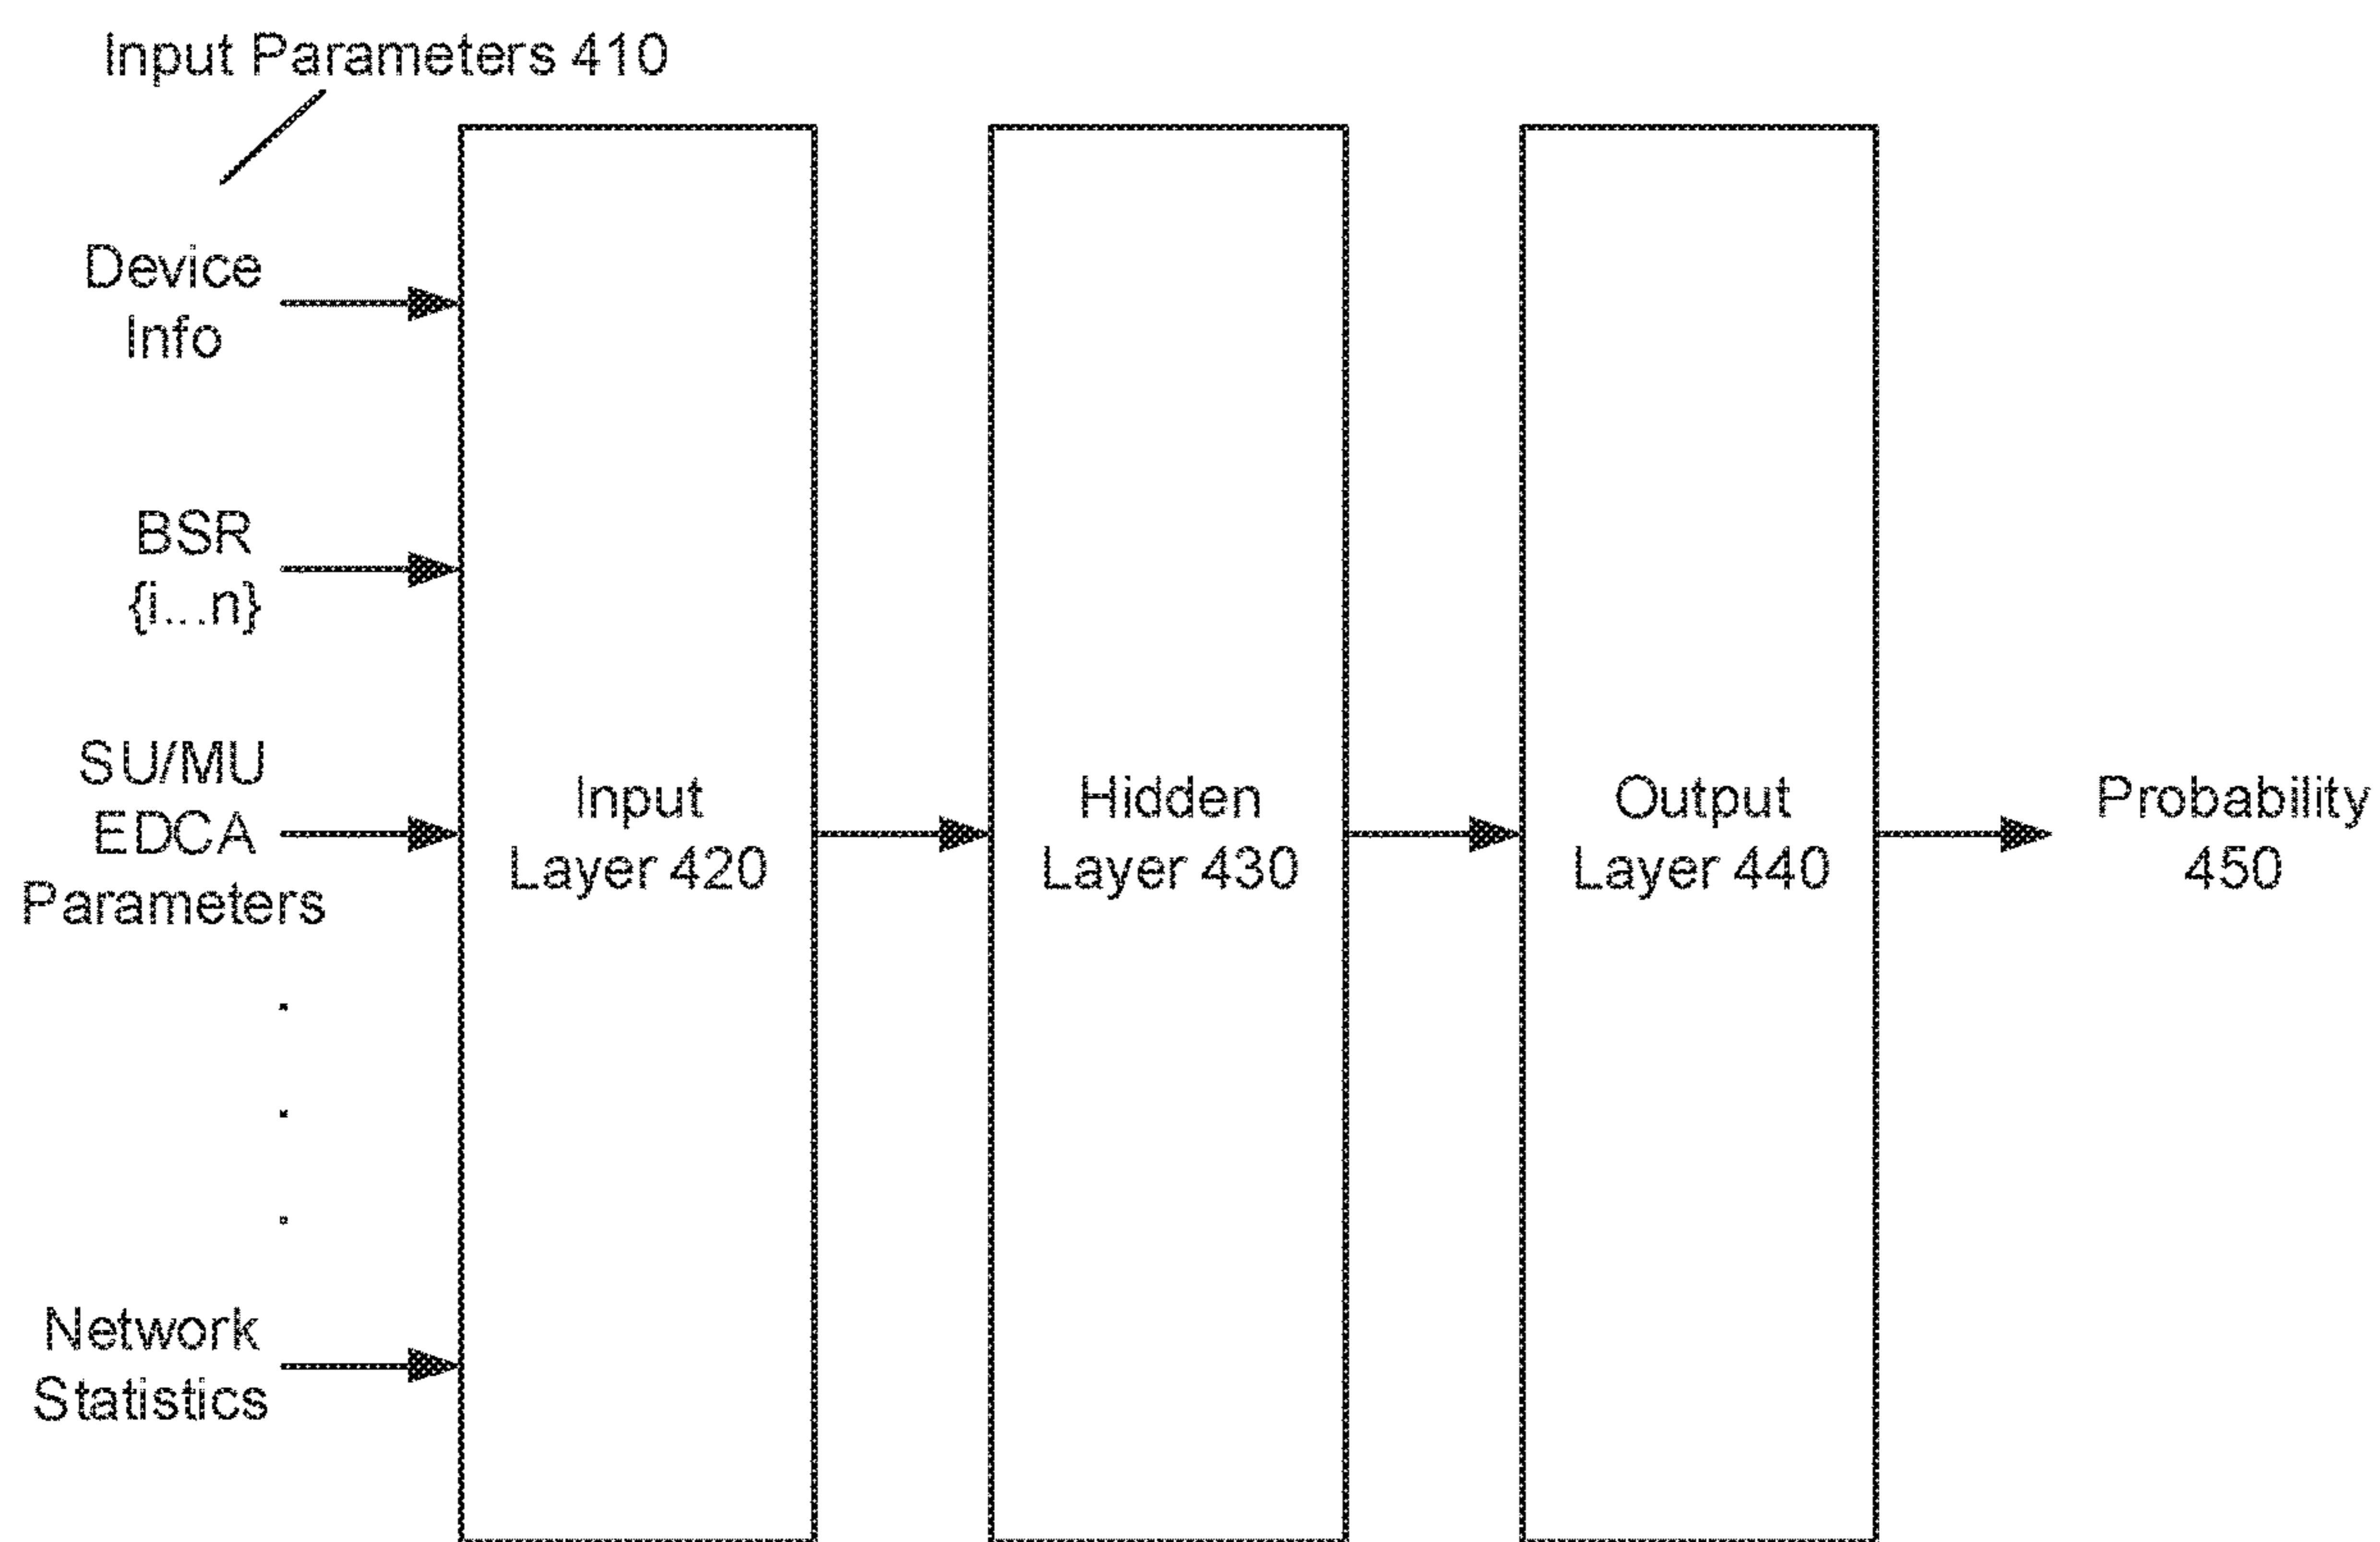 Input Parameters 410
Device
Info
BSR
{i...n}
SU/MU
EDCA
Parameters
Network
Statistics
Input
Layer 420
Hidden
Layer 430
Output
Layer 440
Probability
450